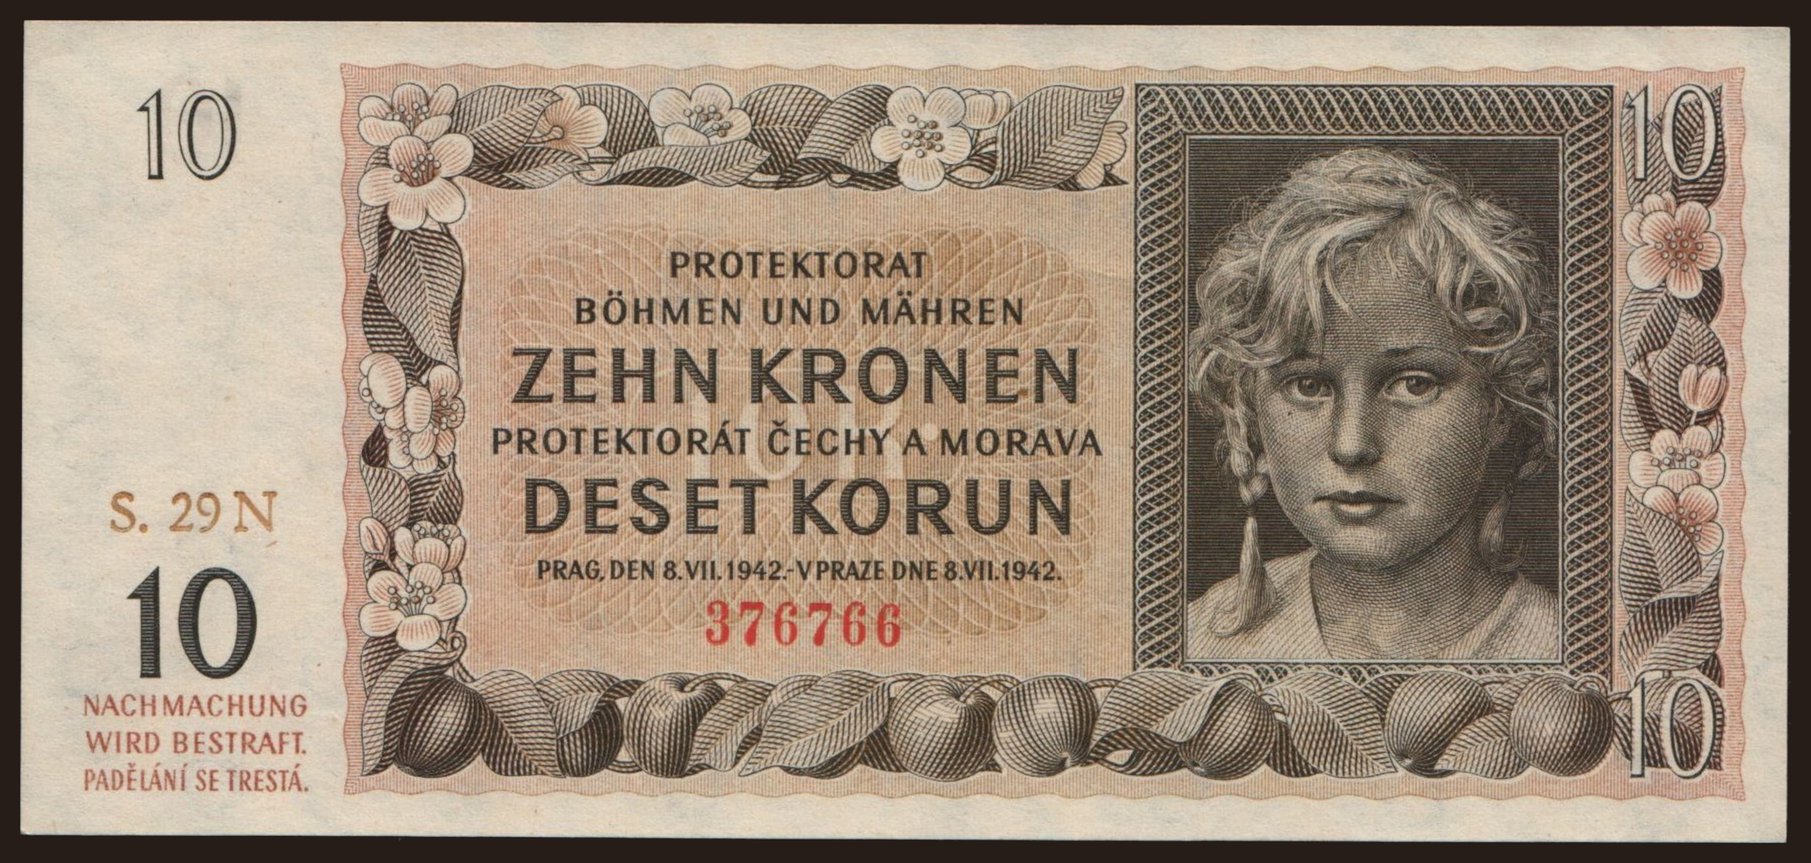 10
10
PROTEKTORAT
BÖHMEN UND MÄHREN
ZEHN KRONEN
PROTEKTORÁT ČECHY A MORAVA
DESET KORUN
PRAG, DEN 8.VII.1942.-V PRAZE DNE 8.VII.1942.
376766
S. 29 N
10
NACHMACHUNG
WIRD BESTRAFT.
PADĚLÁNÍ SE TRESTÁ.
10